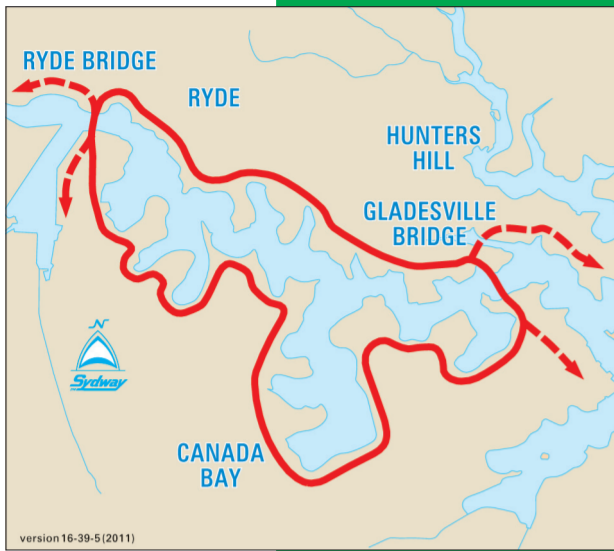 RYDE BRIDGE
RYDE
HUNTERS
HILL
GLADESVILLE
BRIDGE
N
Sydway
CANADA
BAY
version 16-39-5 (2011)